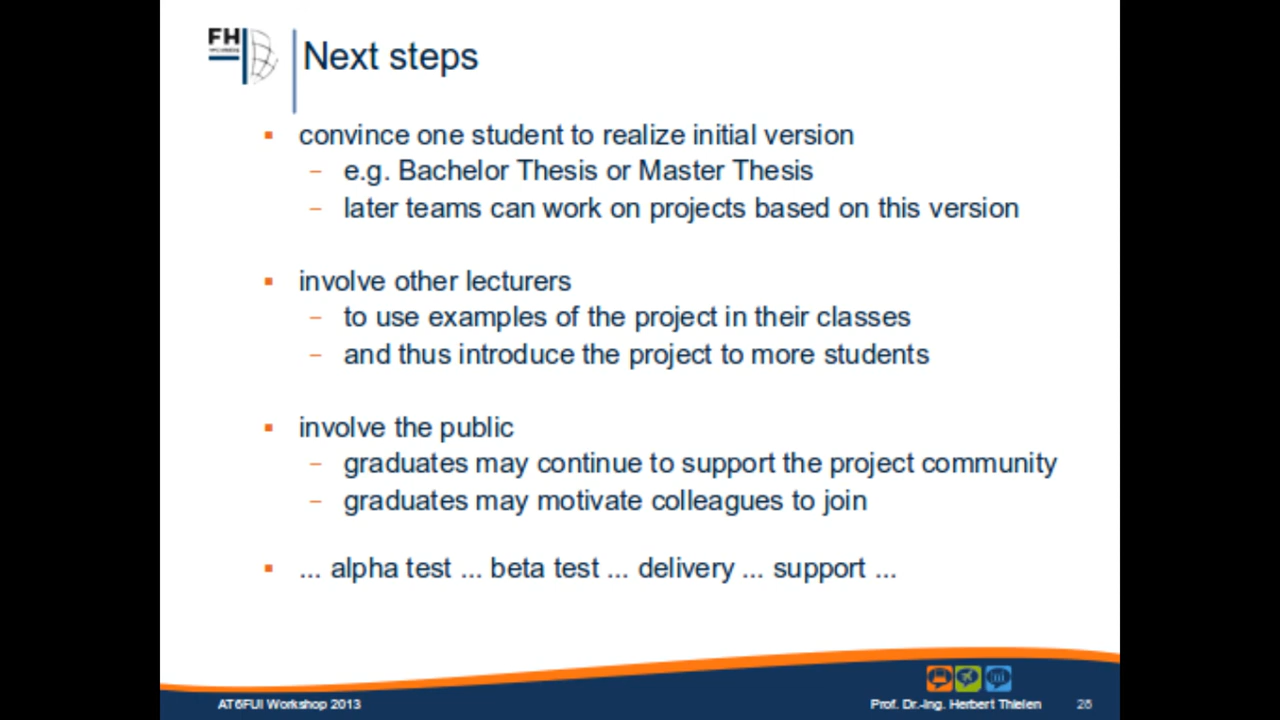 FH
Next steps
convince one student to realize initial version
– e.g. Bachelor Thesis or Master Thesis
– later teams can work on projects based on this version
involve other lecturers
– to use examples of the project in their classes
– and thus introduce the project to more students
involve the public
– graduates may continue to support the project community
– graduates may motivate colleagues to join
... alpha test ... beta test ... delivery ... support ...
AT6FUI Workshop 2013
Prof. Dr.-Ing. Herbert Thielen